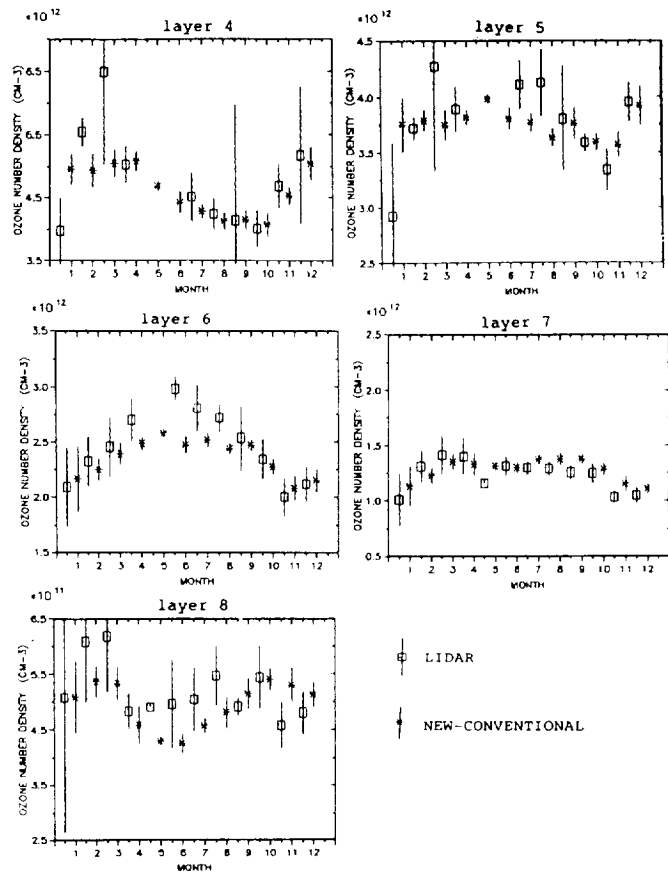 layer 4
×10¹²
6.5
5.5
4.5
3.5
OZONE NUMBER DENSITY (CM-3)
1 2 3 4 5 6 7 8 9 10 11 12
MONTH
layer 5
×10¹²
4.5
4.0
3.5
3.0
2.5
OZONE NUMBER DENSITY (CM-3)
1 2 3 4 5 6 7 8 9 10 11 12
MONTH
layer 6
×10¹²
3.5
3.0
2.5
2.0
1.5
OZONE NUMBER DENSITY (CM-3)
1 2 3 4 5 6 7 8 9 10 11 12
MONTH
layer 7
×10¹²
2.5
2.0
1.5
1.0
0.5
OZONE NUMBER DENSITY (CM-3)
1 2 3 4 5 6 7 8 9 10 11 12
MONTH
layer 8
×10¹¹
6.5
5.5
4.5
3.5
2.5
OZONE NUMBER DENSITY (CM-3)
1 2 3 4 5 6 7 8 9 10 11 12
MONTH
LIDAR
NEW-CONVENTIONAL